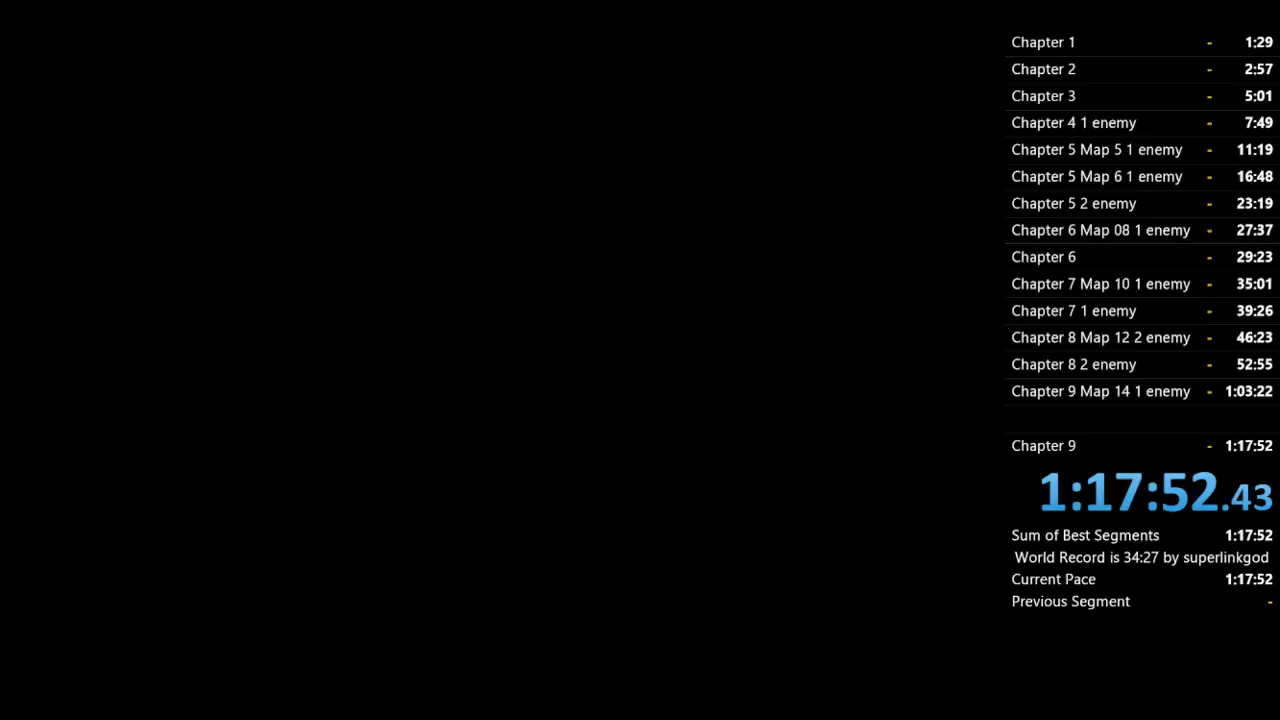 Chapter 1 - 1:29
Chapter 2 - 2:57
Chapter 3 - 5:01
Chapter 4 1 enemy - 7:49
Chapter 5 Map 5 1 enemy - 11:19
Chapter 5 Map 6 1 enemy - 16:48
Chapter 5 2 enemy - 23:19
Chapter 6 Map 08 1 enemy - 27:37
Chapter 6 - 29:23
Chapter 7 Map 10 1 enemy - 35:01
Chapter 7 1 enemy - 39:26
Chapter 8 Map 12 2 enemy - 46:23
Chapter 8 2 enemy - 52:55
Chapter 9 Map 14 1 enemy - 1:03:22
Chapter 9 - 1:17:52
1:17:52.43
Sum of Best Segments 1:17:52
World Record is 34:27 by superlinkgod
Current Pace 1:17:52
Previous Segment -